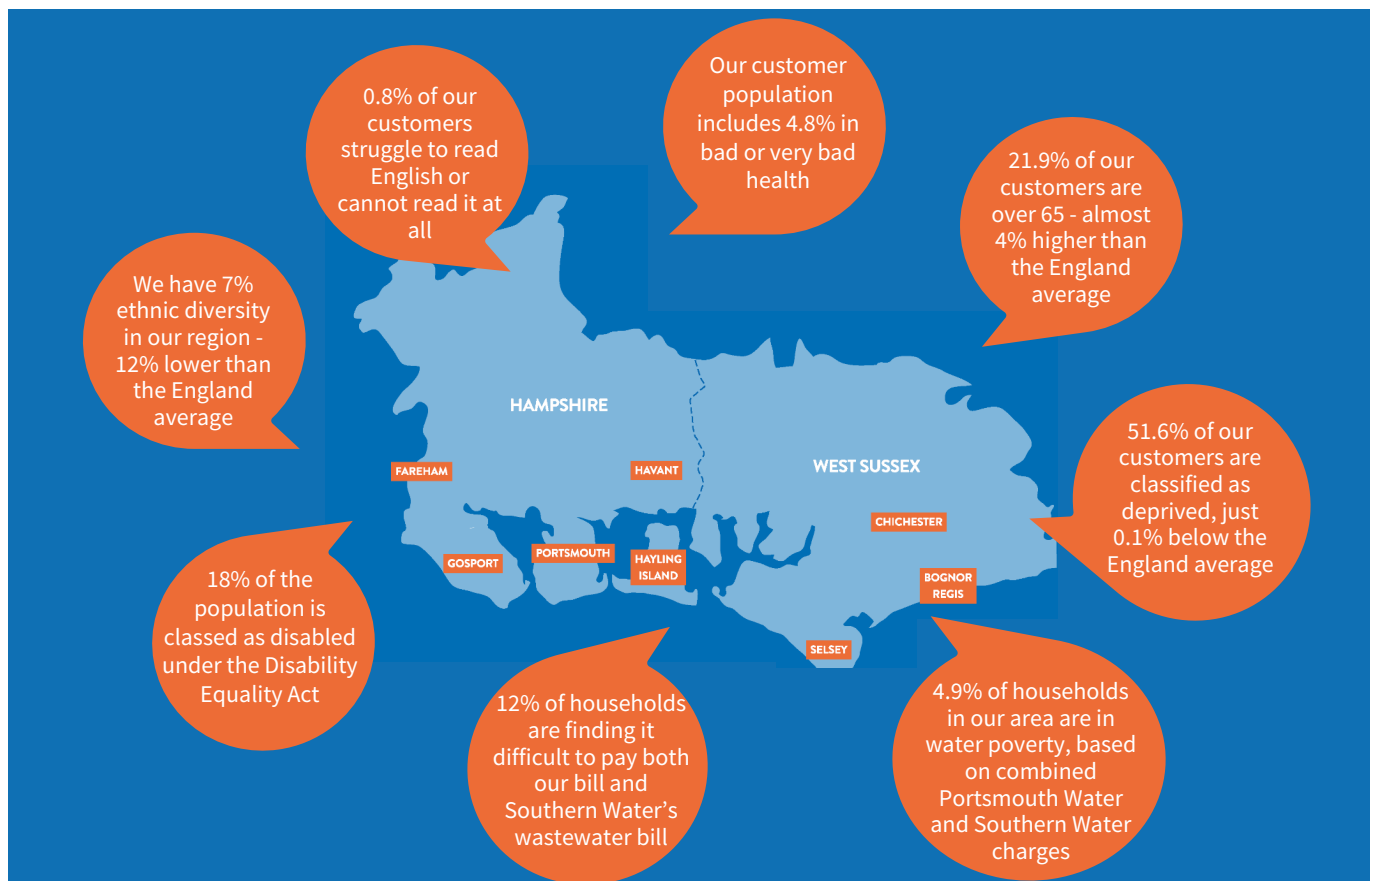 Our customer
population
includes 4.8% in
bad or very bad
health
0.8% of our
customers
struggle to read
English or
cannot read it at
all
21.9% of our
customers are
over 65 - almost
4% higher than
the England
average
We have 7%
ethnic diversity
in our region -
12% lower than
the England
average
HAMPSHIRE
WEST SUSSEX
FAREHAM
HAVANT
CHICHESTER
GOSPORT
PORTSMOUTH
HAYLING
ISLAND
BOGNOR
REGIS
SELSEY
51.6% of our
customers are
classified as
deprived, just
0.1% below the
England average
18% of the
population is
classed as disabled
under the Disability
Equality Act
12% of households
are finding it
difficult to pay both
our bill and
Southern Water’s
wastewater bill
4.9% of households
in our area are in
water poverty, based
on combined
Portsmouth Water
and Southern Water
charges